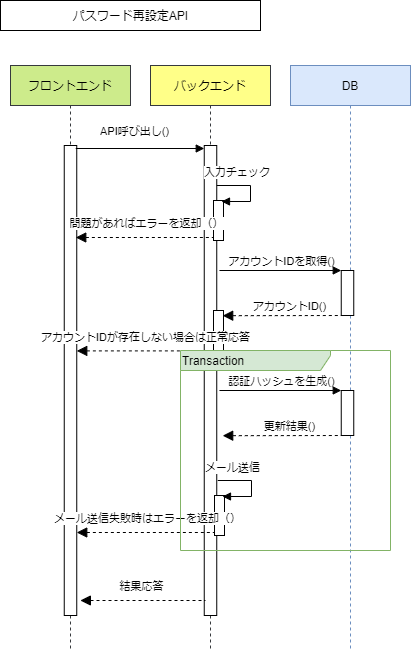 パスワード再設定API
フロントエンド
バックエンド
DB
API呼び出し()
入力チェック
問題があればエラーを返却（）
アカウントIDを取得()
アカウントID()
アカウントIDが存在しない場合は正常応答
Transaction
認証ハッシュを生成()
更新結果()
メール送信
メール送信失敗時はエラーを返却（）
結果応答